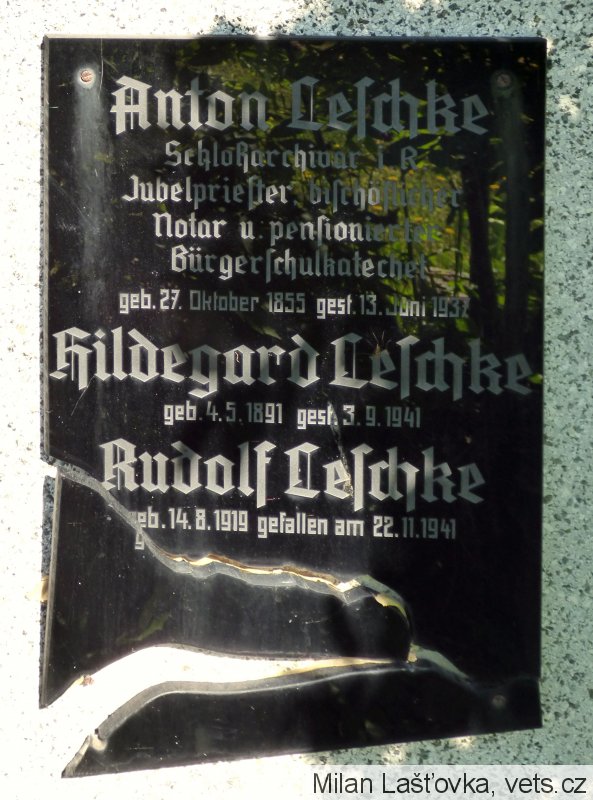 Anton Leschke
Schloßarchivar i. R.
Jubelpriester, bischöflicher
Notar u. pensionierter
Bürgerschulkatechet
geb. 27. Oktober 1855 gest. 13. Juni 1937
Hildegard Leschke
geb. 4. 5. 1891 gest. 3. 9. 1941
Rudolf Leschke
geb. 14. 8. 1919 gefallen am 22. 11. 1941
Milan Lašťovka, vets.cz